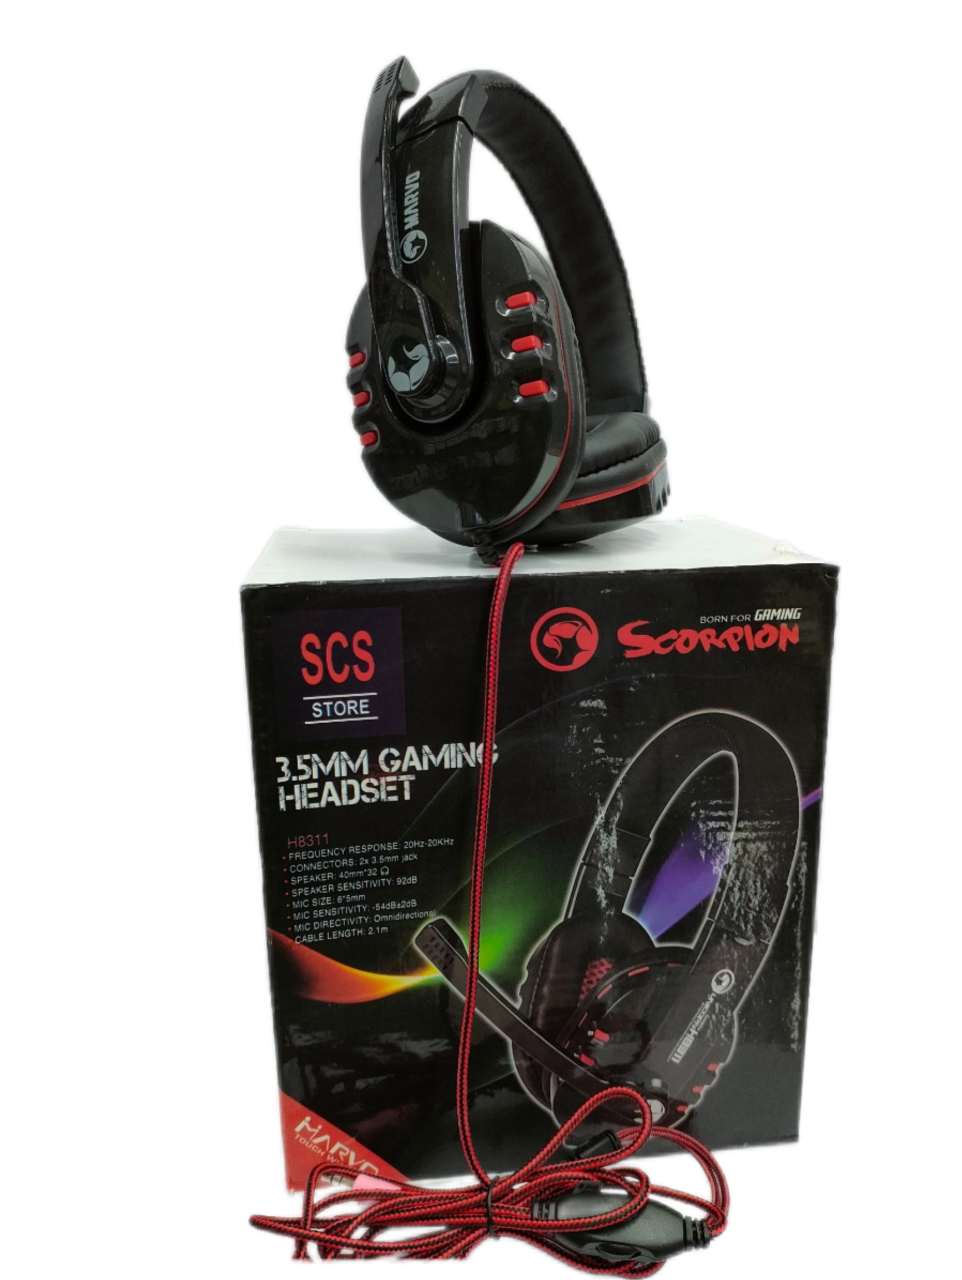 MARVO
BORN FOR GAMING
SCORPION
SCS
STORE
3.5MM GAMING
HEADSET
H8311
• FREQUENCY RESPONSE: 20Hz-20KHz
• CONNECTORS: 2x 3.5mm jack
• SPEAKER: 40mm*32 Ω
• SPEAKER SENSITIVITY: 92dB
• MIC SIZE: 6*5mm
• MIC SENSITIVITY: -54dB±2dB
• MIC DIRECTIVITY: Omnidirectional
CABLE LENGTH: 2.1m
MARVO
TOUCH